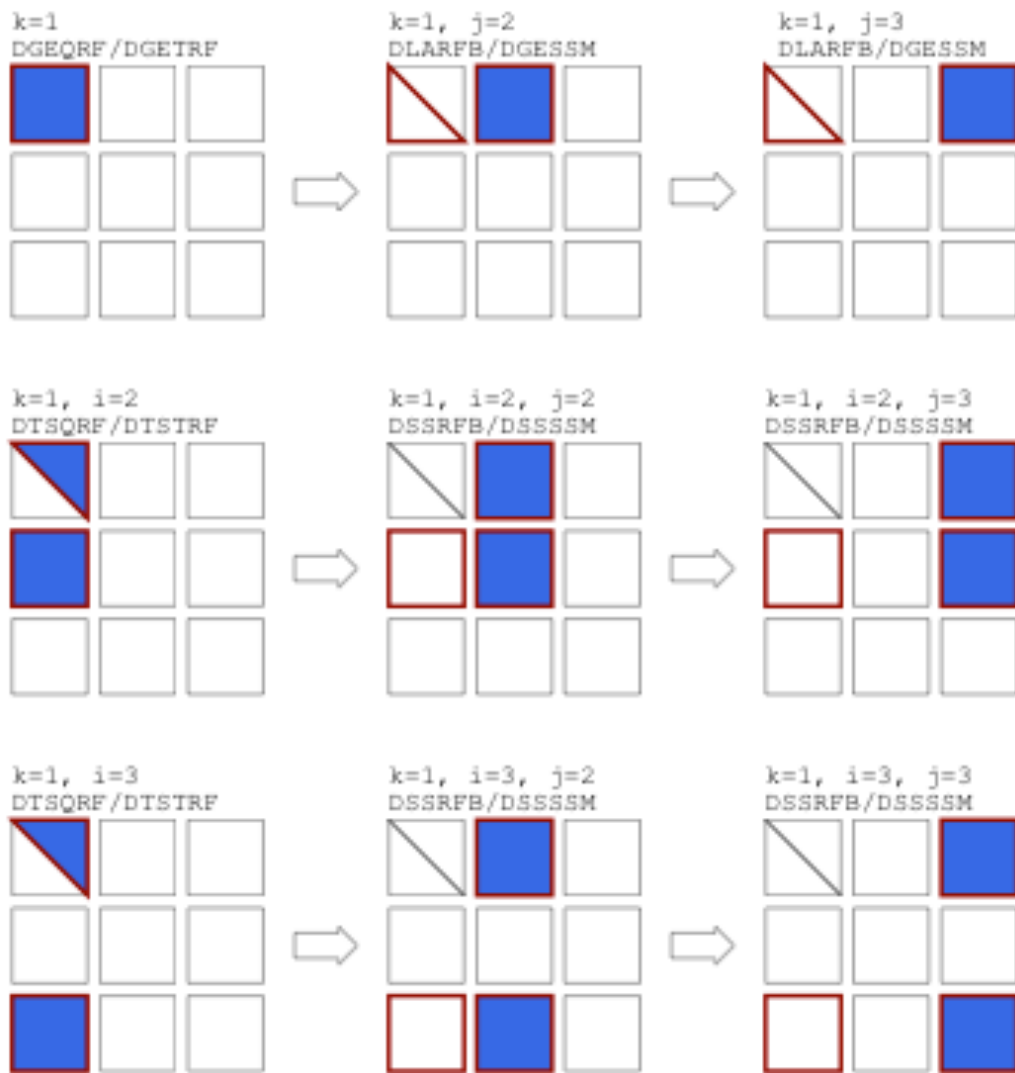 k=1
DGEQRF/DGETRF
k=1, j=2
DLARFB/DGESSM
k=1, j=3
DLARFB/DGESSM
k=1, i=2
DTSQRF/DTSTRF
k=1, i=2, j=2
DSSRFB/DSSSSM
k=1, i=2, j=3
DSSRFB/DSSSSM
k=1, i=3
DTSQRF/DTSTRF
k=1, i=3, j=2
DSSRFB/DSSSSM
k=1, i=3, j=3
DSSRFB/DSSSSM